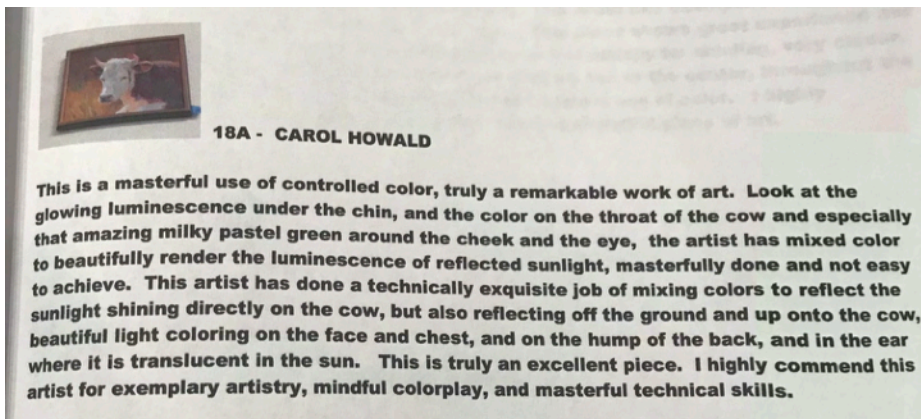 18A - CAROL HOWALD
This is a masterful use of controlled color, truly a remarkable work of art. Look at the
glowing luminescence under the chin, and the color on the throat of the cow and especially
that amazing milky pastel green around the cheek and the eye, the artist has mixed color
to beautifully render the luminescence of reflected sunlight, masterfully done and not easy
to achieve. This artist has done a technically exquisite job of mixing colors to reflect the
sunlight shining directly on the cow, but also reflecting off the ground and up onto the cow,
beautiful light coloring on the face and chest, and on the hump of the back, and in the ear
where it is translucent in the sun. This is truly an excellent piece. I highly commend this
artist for exemplary artistry, mindful colorplay, and masterful technical skills.